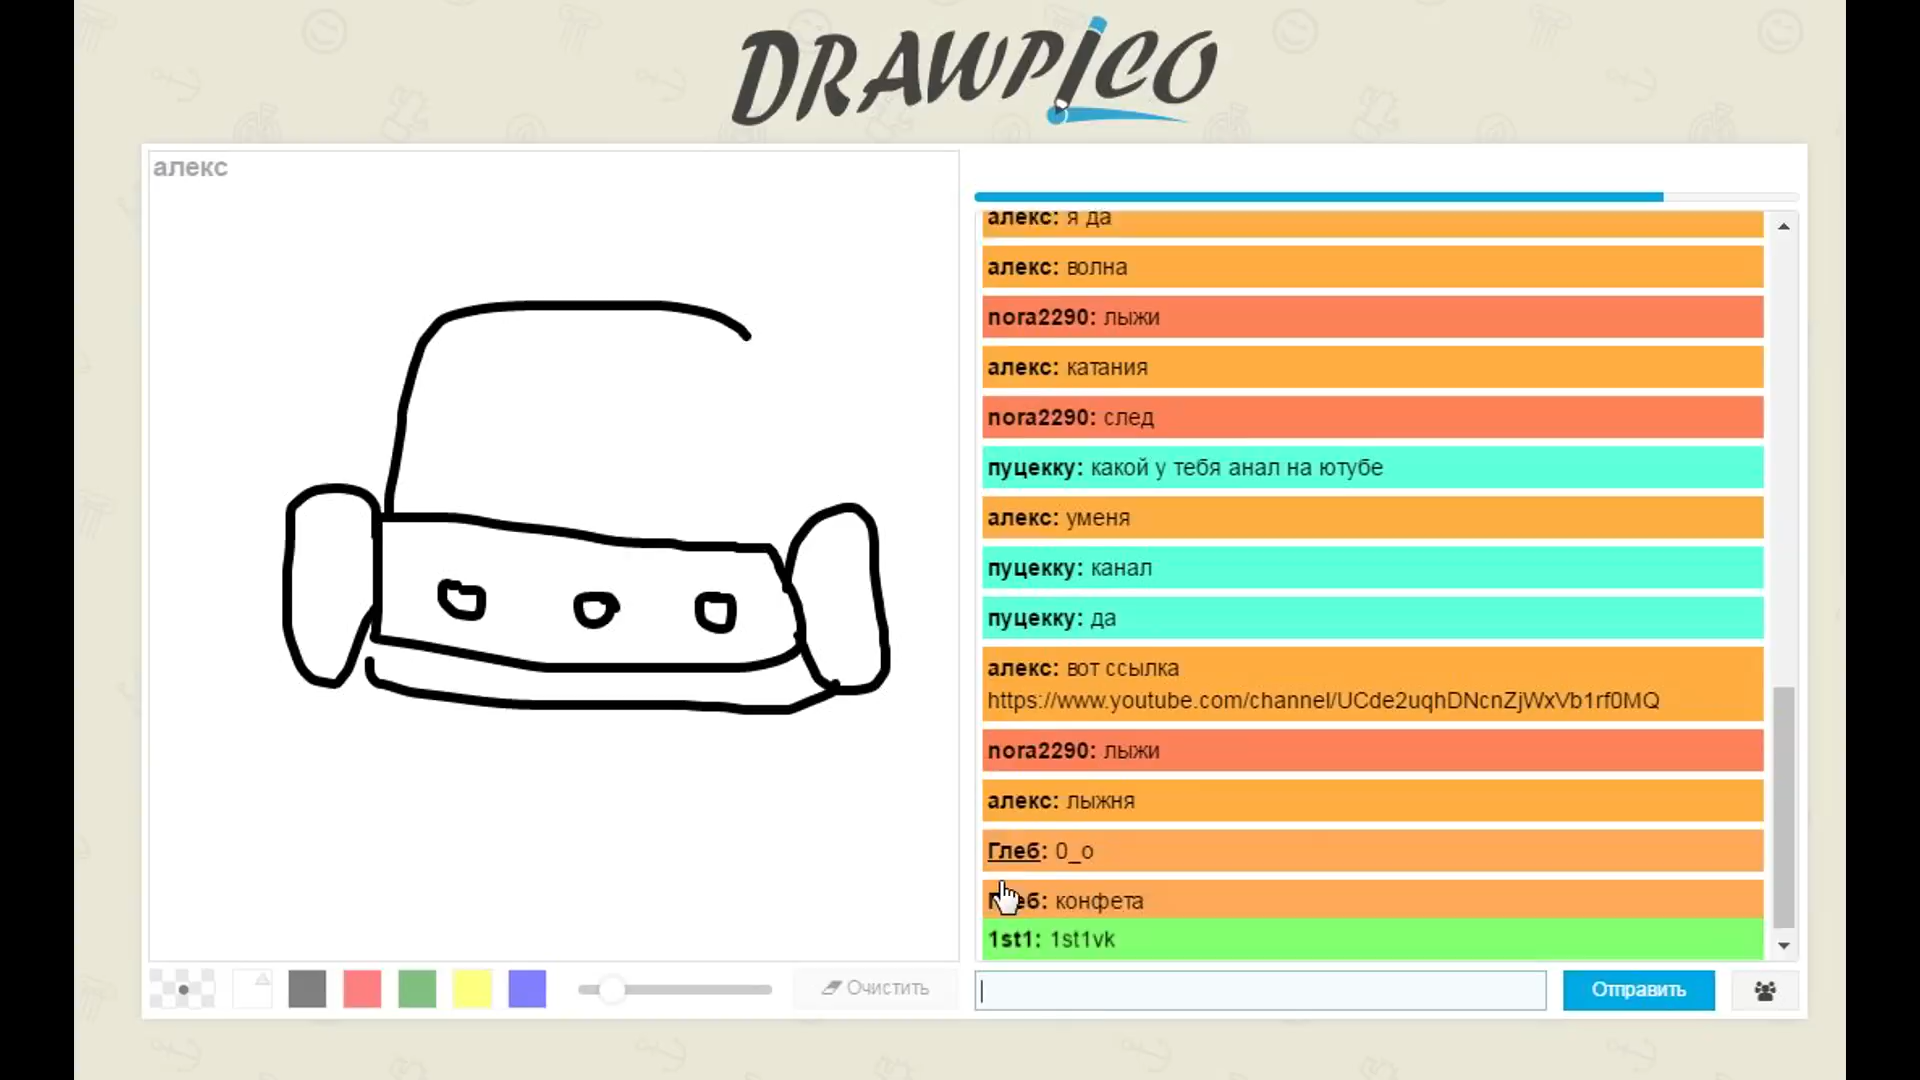 DRAWPICO
алекс
алекс: я да
алекс: волна
nora2290: лыжи
алекс: катания
nora2290: след
пуцекку: какой у тебя анал на ютубе
алекс: уменя
пуцекку: канал
пуцекку: да
алекс: вот ссылка
https://www.youtube.com/channel/UCde2uqhDNcnZjWxVb1rf0MQ
nora2290: лыжи
алекс: лыжня
Глеб: 0_о
Глеб: конфета
1st1: 1st1vk
Очистить
Отправить